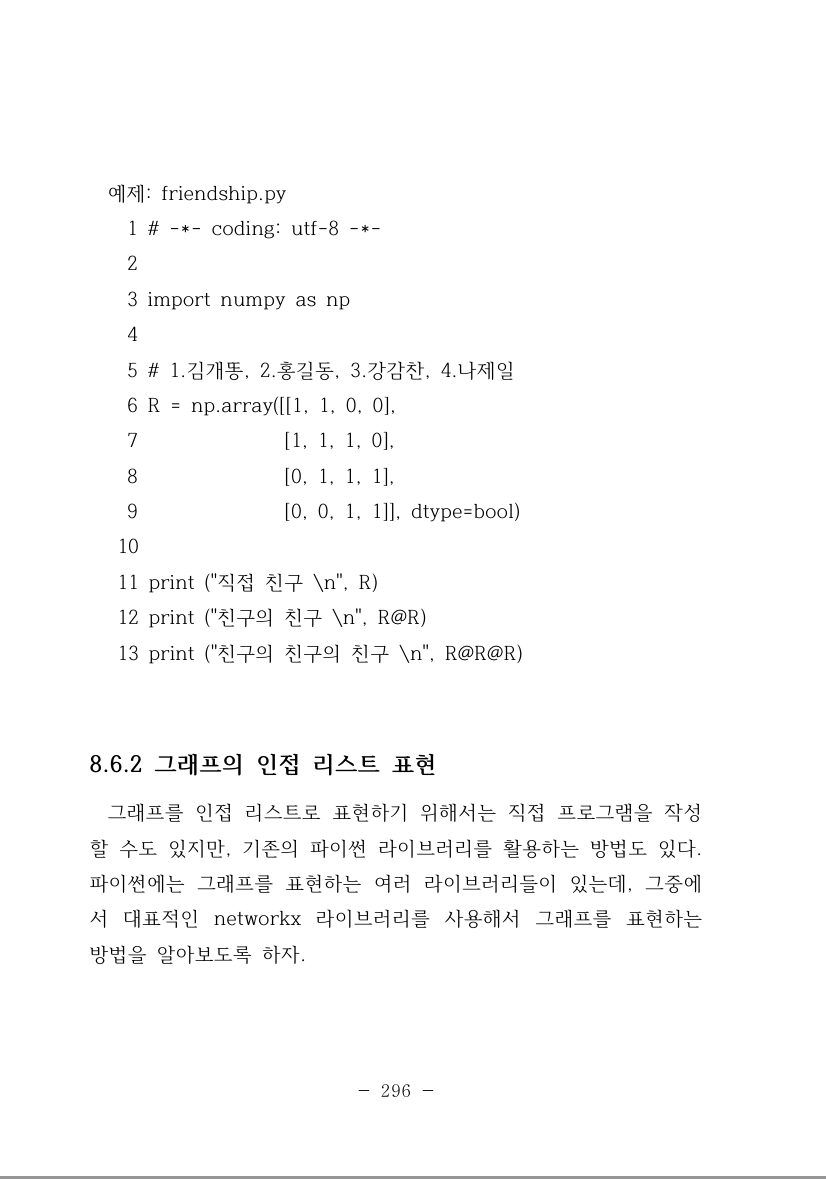 예제: friendship.py
1 # -*- coding: utf-8 -*-
2
3 import numpy as np
4
5 # 1.김개똥, 2.홍길동, 3.강감찬, 4.나제일
6 R = np.array([[1, 1, 0, 0],
7 [1, 1, 1, 0],
8 [0, 1, 1, 1],
9 [0, 0, 1, 1]], dtype=bool)
10
11 print ("직접 친구 \n", R)
12 print ("친구의 친구 \n", R@R)
13 print ("친구의 친구의 친구 \n", R@R@R)
8.6.2 그래프의 인접 리스트 표현
그래프를 인접 리스트로 표현하기 위해서는 직접 프로그램을 작성
할 수도 있지만, 기존의 파이썬 라이브러리를 활용하는 방법도 있다.
파이썬에는 그래프를 표현하는 여러 라이브러리들이 있는데, 그중에
서 대표적인 networkx 라이브러리를 사용해서 그래프를 표현하는
방법을 알아보도록 하자.
- 296 -